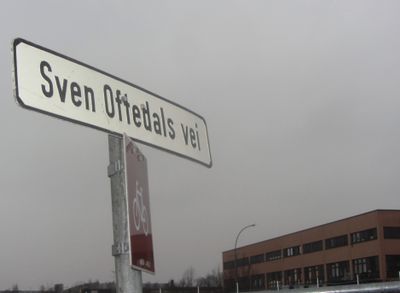 Sven Oftedals vei